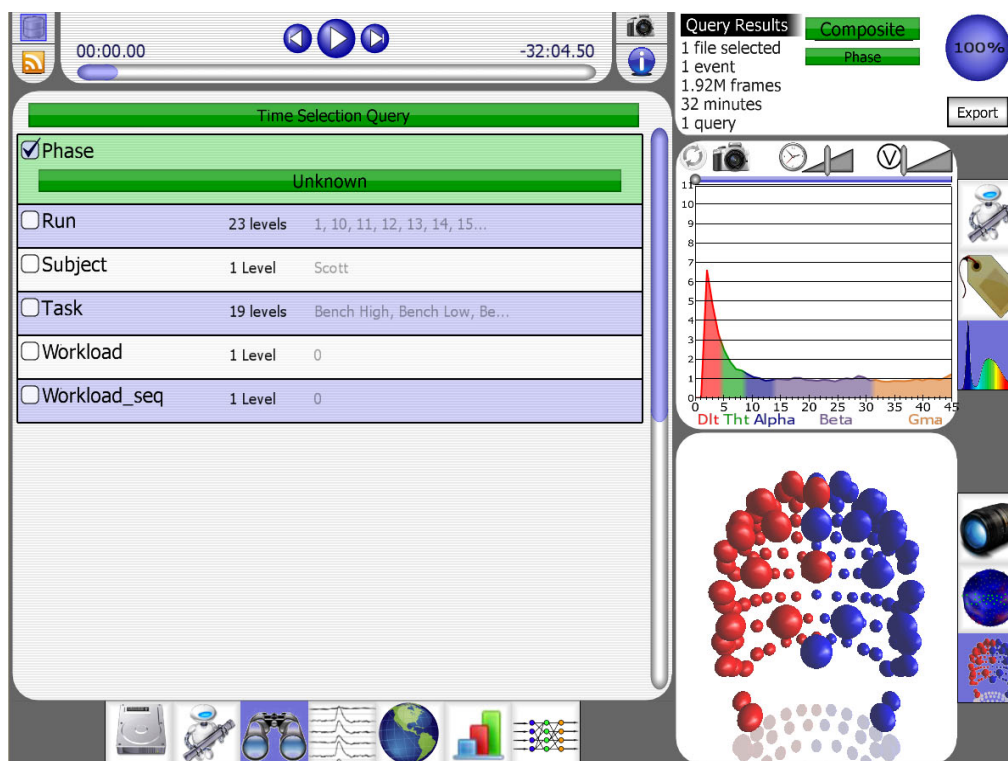 00:00.00
-32:04.50
Query Results
1 file selected
1 event
1.92M frames
32 minutes
1 query
Composite
Phase
100%
Export
Time Selection Query
Phase
Unknown
Run 23 levels 1, 10, 11, 12, 13, 14, 15...
Subject 1 Level Scott
Task 19 levels Bench High, Bench Low, Be...
Workload 1 Level 0
Workload_seq 1 Level 0
V
11
10
9
8
7
6
5
4
3
2
1
0 5 10 15 20 25 30 35 40 45
Dlt Tht Alpha Beta Gma